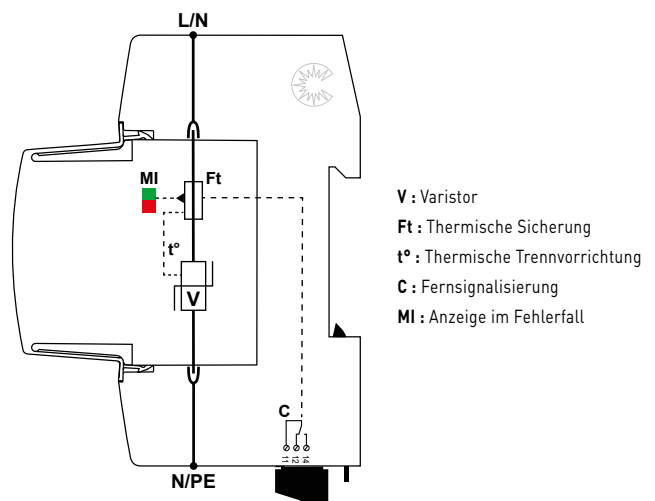 L/N
MI
Ft
t°
V
C
11
12
14
N/PE
V : Varistor
Ft : Thermische Sicherung
t° : Thermische Trennvorrichtung
C : Fernsignalisierung
MI : Anzeige im Fehlerfall